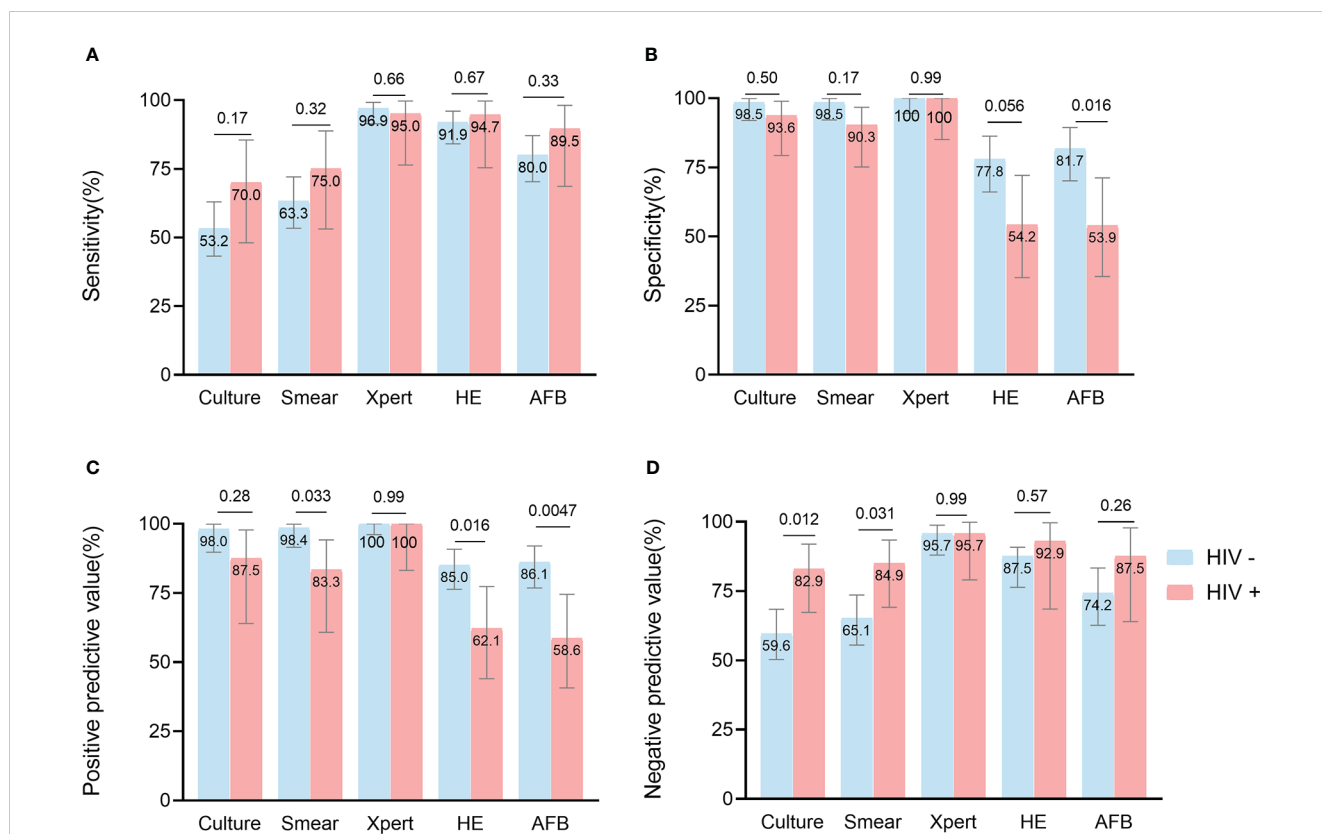 A
Sensitivity(%)
100
75
50
25
0
0.17
0.32
0.66
0.67
0.33
53.2
70.0
63.3
75.0
96.9
95.0
91.9
94.7
80.0
89.5
Culture
Smear
Xpert
HE
AFB
B
Specificity(%)
100
75
50
25
0
0.50
0.17
0.99
0.056
0.016
98.5
93.6
98.5
90.3
100
100
77.8
54.2
81.7
53.9
Culture
Smear
Xpert
HE
AFB
C
Positive predictive value(%)
100
75
50
25
0
0.28
0.033
0.99
0.016
0.0047
98.0
87.5
98.4
83.3
100
100
85.0
62.1
86.1
58.6
Culture
Smear
Xpert
HE
AFB
D
Negative predictive value(%)
100
75
50
25
0
0.012
0.031
0.99
0.57
0.26
59.6
82.9
65.1
84.9
95.7
95.7
87.5
92.9
74.2
87.5
Culture
Smear
Xpert
HE
AFB
HIV -
HIV +